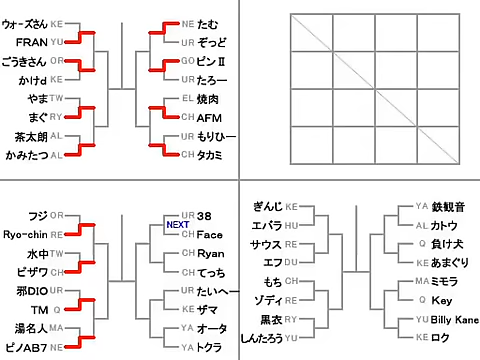 ウォーズさん KE
FRAN YU
ごうきさん OR
かけd KE
やま TW
まぐ RY
茶太朗 AL
かみたつ AL
NE たむ
UR ぞっど
GO ピンⅡ
UR たろー
EL 焼肉
CH AFM
UR もりひー
CH タカミ
フジ OR
Ryo-chin RE
水中 TW
ピザワ CH
邪DIO UR
TM Q
湯名人 MA
ピノAB7 NE
UR 38
NEXT
CH Face
CH Ryan
CH てっち
UR たいへー
KE ザマ
YA オータ
YA トクラ
ぎんじ KE
エバラ HU
サウス RE
エフ DU
もち CH
ゾディ RE
黒衣 RY
しんたろう YU
YA 鉄観音
AL カトウ
Q 負け犬
KE あまぐり
MA ミモラ
Q Key
YU Billy Kane
KE ロク